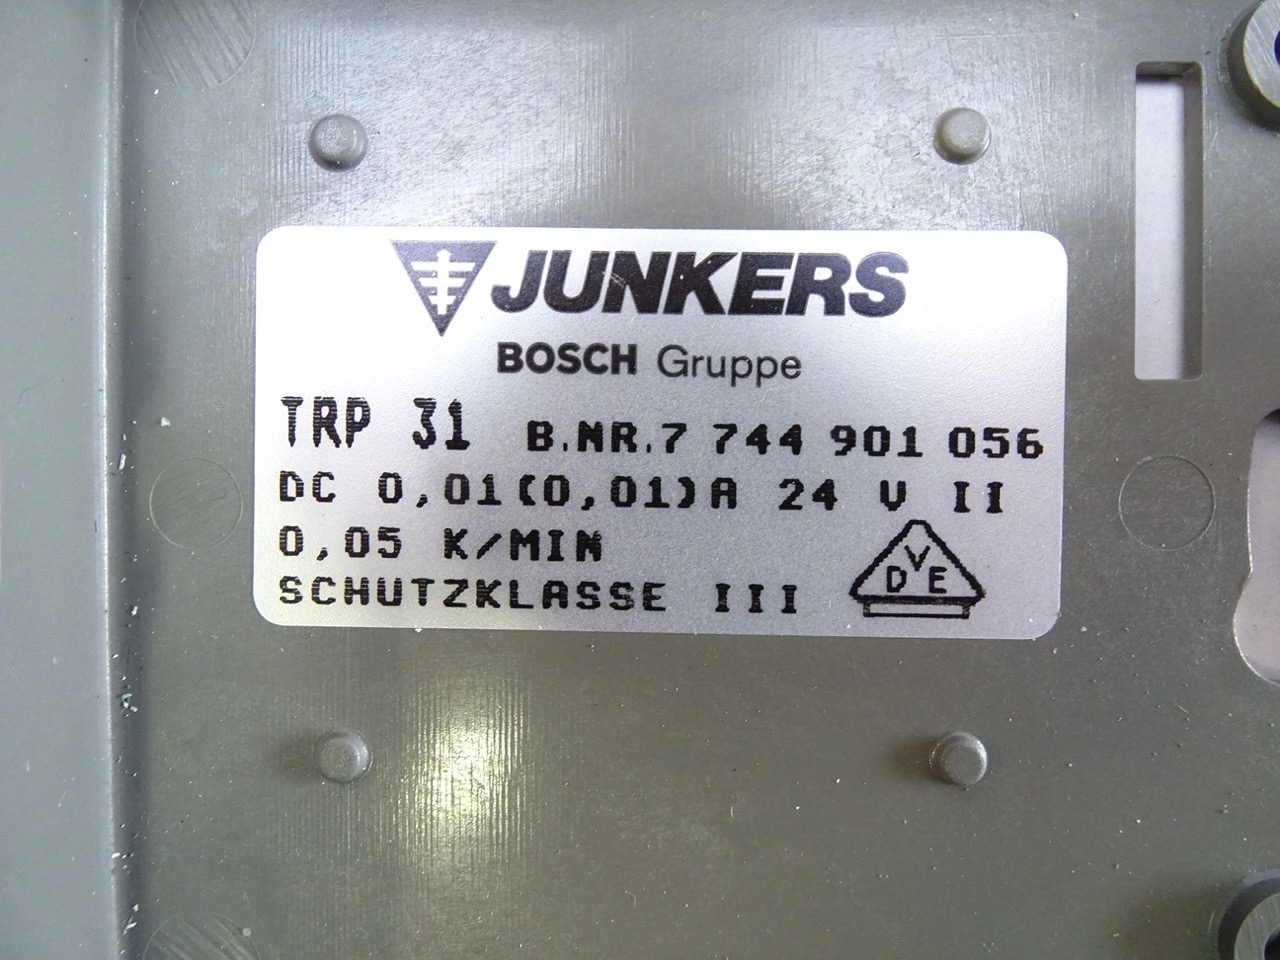 JUNKERS
BOSCH Gruppe
TRP 31 B.NR.7 744 901 056
DC 0,01(0,01)A 24 V II
0,05 K/MIN
SCHUTZKLASSE III
VDE